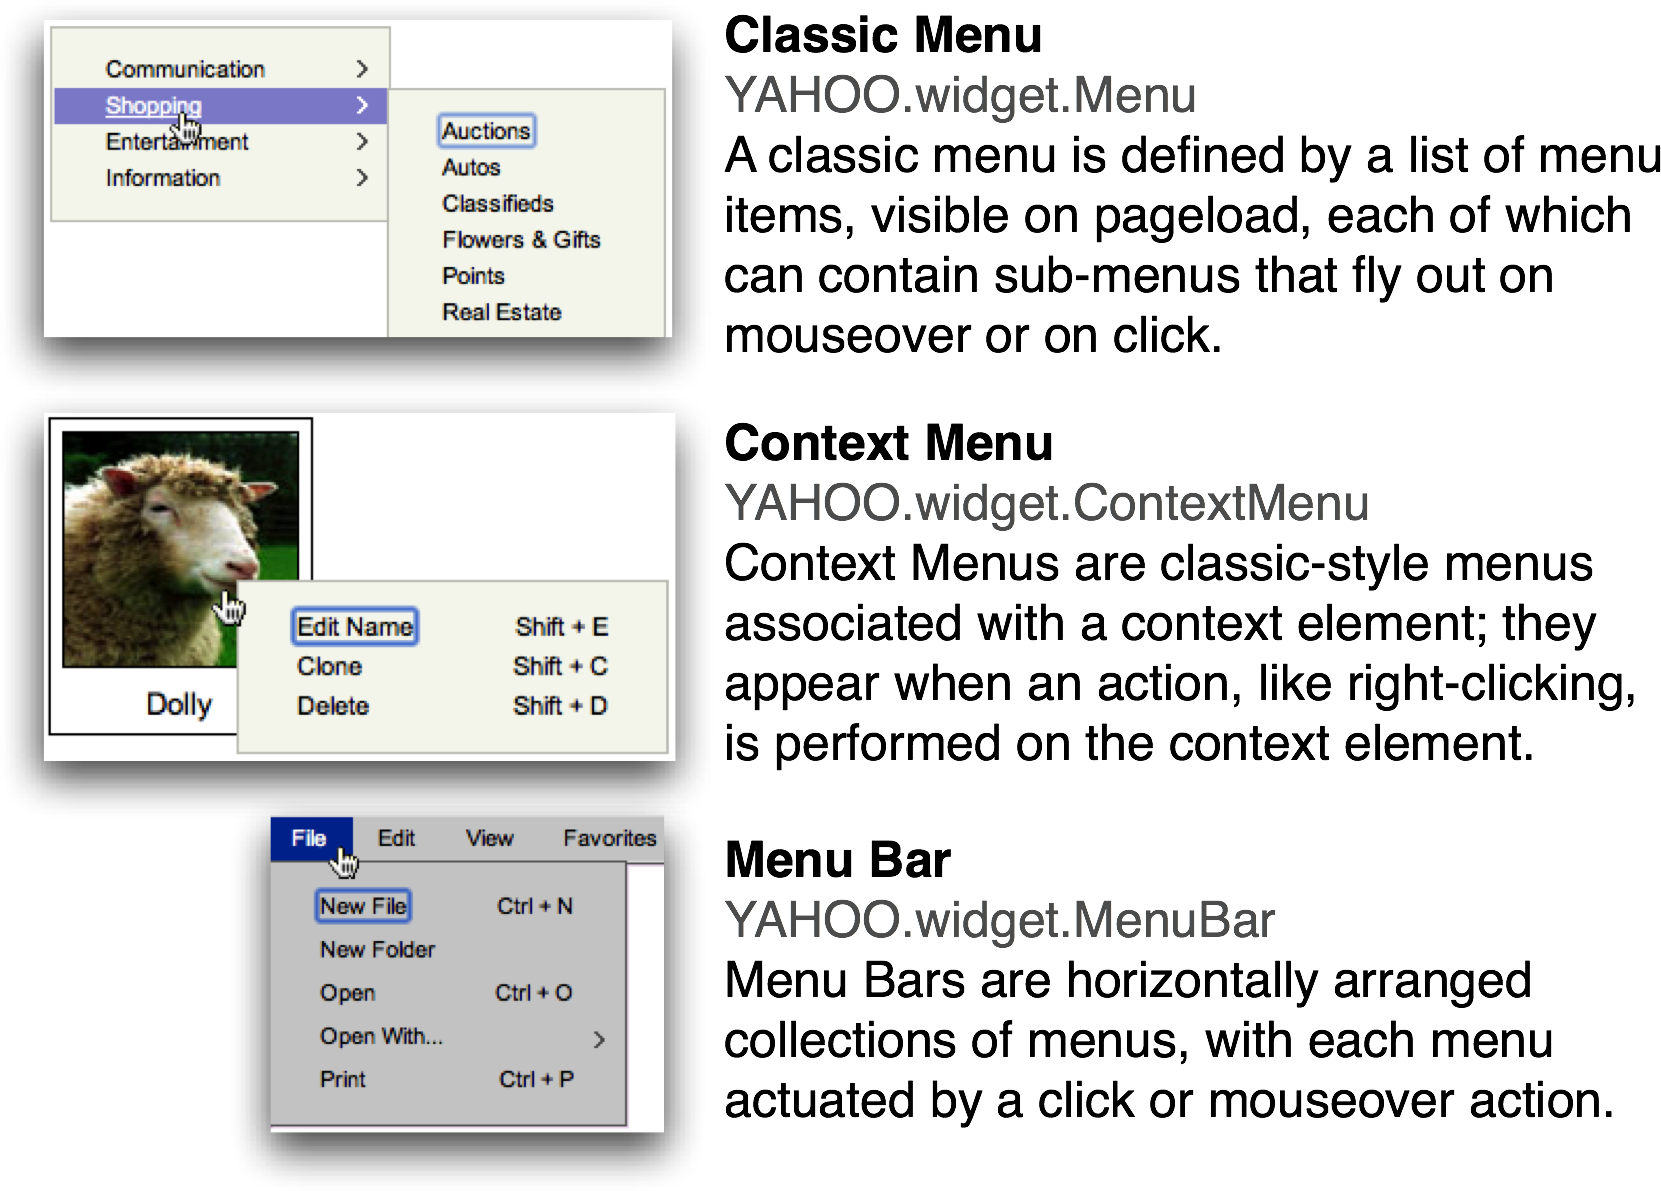 Communication
Shopping
Entertainment
Information
Auctions
Autos
Classifieds
Flowers & Gifts
Points
Real Estate
Classic Menu
YAHOO.widget.Menu
A classic menu is defined by a list of menu
items, visible on pageload, each of which
can contain sub-menus that fly out on
mouseover or on click.
Dolly
Edit Name Shift + E
Clone Shift + C
Delete Shift + D
Context Menu
YAHOO.widget.ContextMenu
Context Menus are classic-style menus
associated with a context element; they
appear when an action, like right-clicking,
is performed on the context element.
File Edit View Favorites
New File Ctrl + N
New Folder
Open Ctrl + O
Open With...
Print Ctrl + P
Menu Bar
YAHOO.widget.MenuBar
Menu Bars are horizontally arranged
collections of menus, with each menu
actuated by a click or mouseover action.